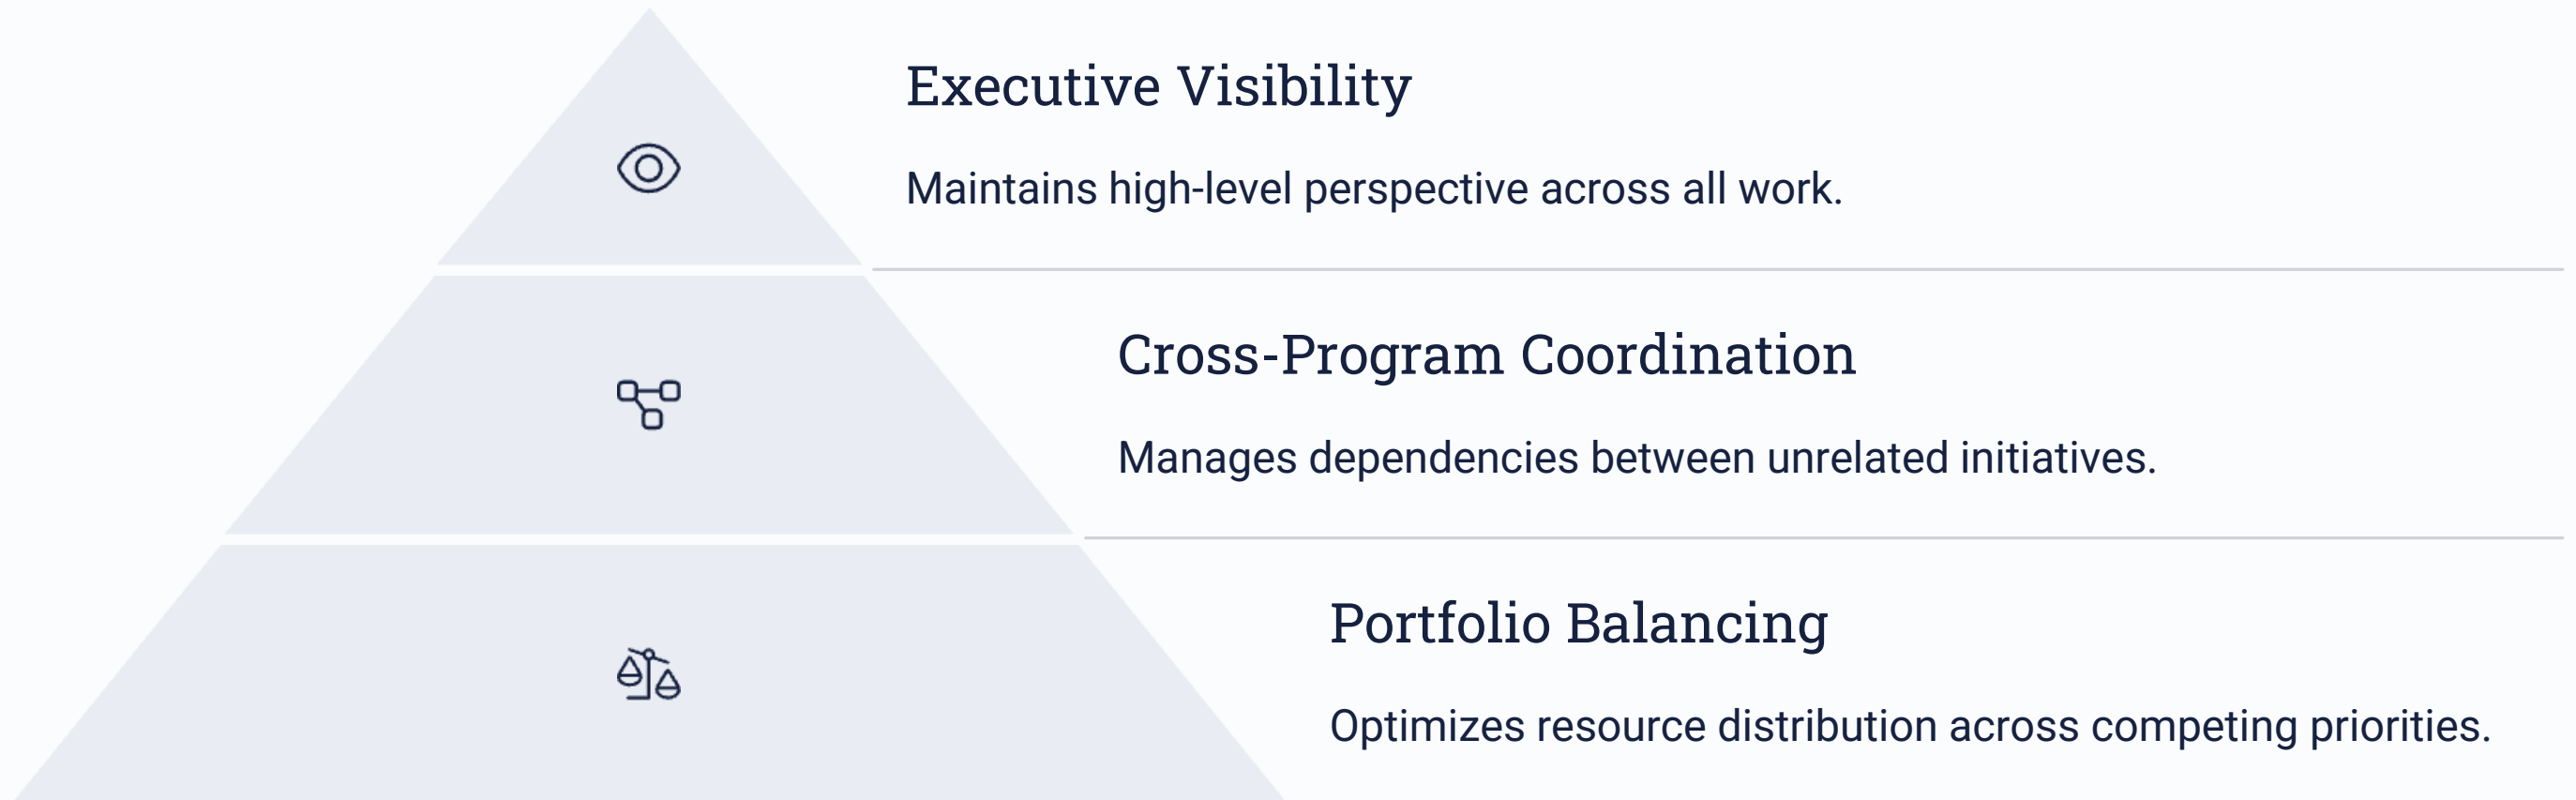 Executive Visibility
Maintains high-level perspective across all work.
Cross-Program Coordination
Manages dependencies between unrelated initiatives.
Portfolio Balancing
Optimizes resource distribution across competing priorities.